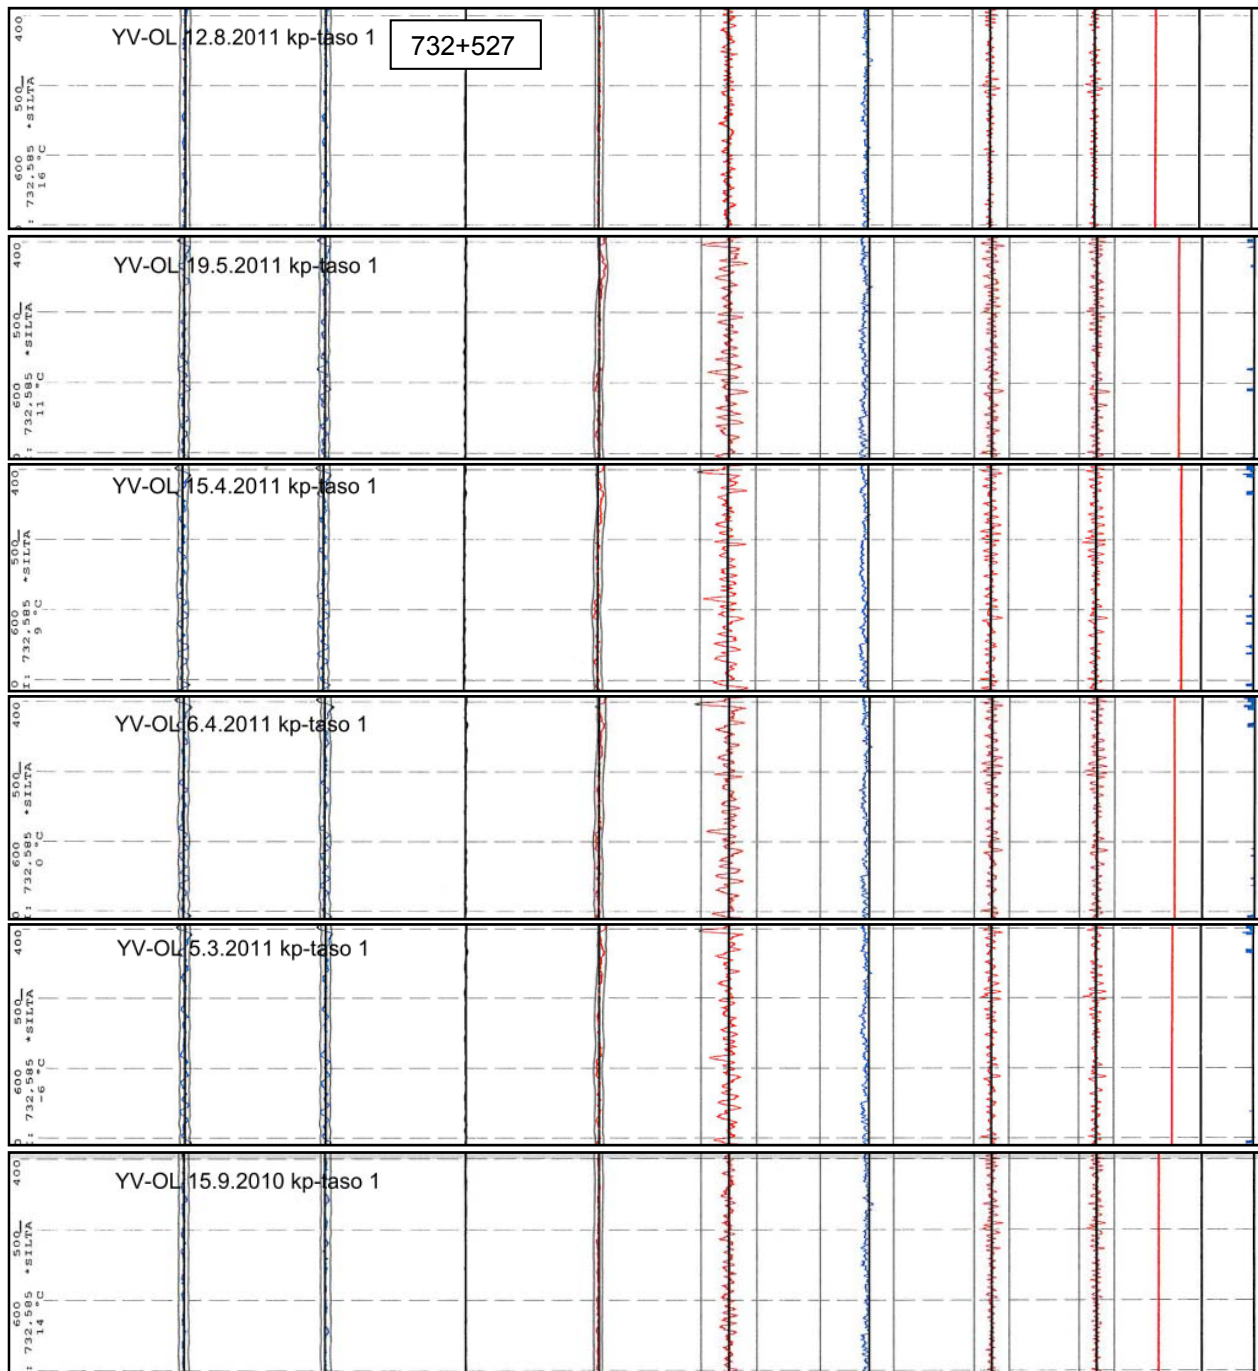 YV-OL 12.8.2011 kp-taso 1
732+527
400
500
*SILTA
600
: 732,585
16 °C
YV-OL 19.5.2011 kp-taso 1
400
500
*SILTA
600
: 732,585
11 °C
YV-OL 15.4.2011 kp-taso 1
400
500
*SILTA
600
0
I: 732,585
9 °C
YV-OL 6.4.2011 kp-taso 1
400
500
*SILTA
600
0
I: 732,585
0 °C
YV-OL 5.3.2011 kp-taso 1
400
500
*SILTA
600
0
: 732,585
-6 °C
YV-OL 15.9.2010 kp-taso 1
400
500
*SILTA
600
: 732,585
14 °C